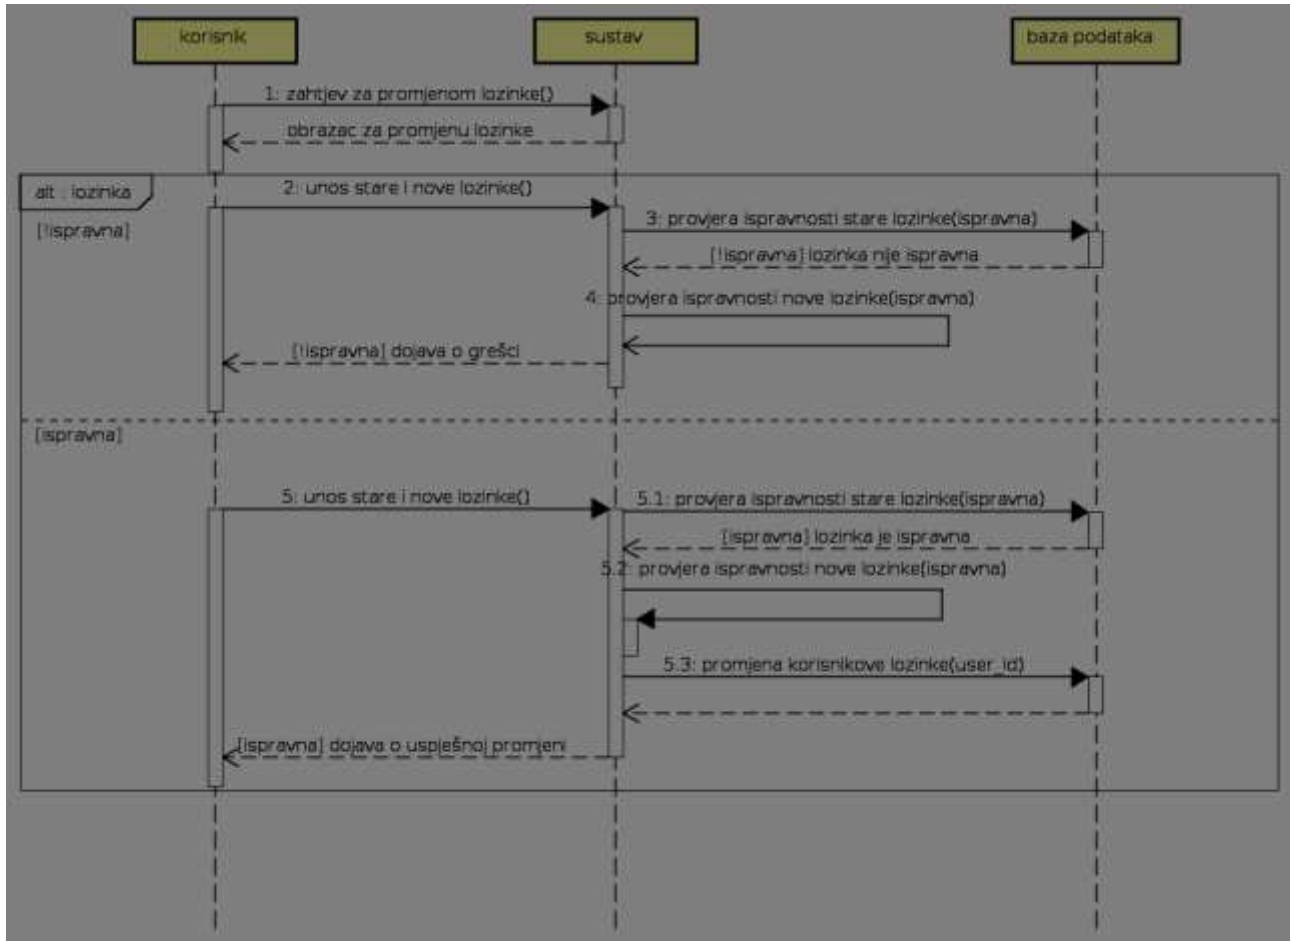 korisnik
sustav
baza podataka
1: zahtjev za promjenom lozinke()
obrazac za promjenu lozinke
alt : lozinka
2: unos stare i nove lozinke()
[!ispravna]
3: provjera ispravnosti stare lozinke(ispravna)
[!ispravna] lozinka nije ispravna
4: provjera ispravnosti nove lozinke(ispravna)
[!ispravna] dojava o grešci
[ispravna]
5: unos stare i nove lozinke()
5.1: provjera ispravnosti stare lozinke(ispravna)
[ispravna] lozinka je ispravna
5.2: provjera ispravnosti nove lozinke(ispravna)
5.3: promjena korisnikove lozinke(user_id)
[ispravna] dojava o uspješnoj promjeni